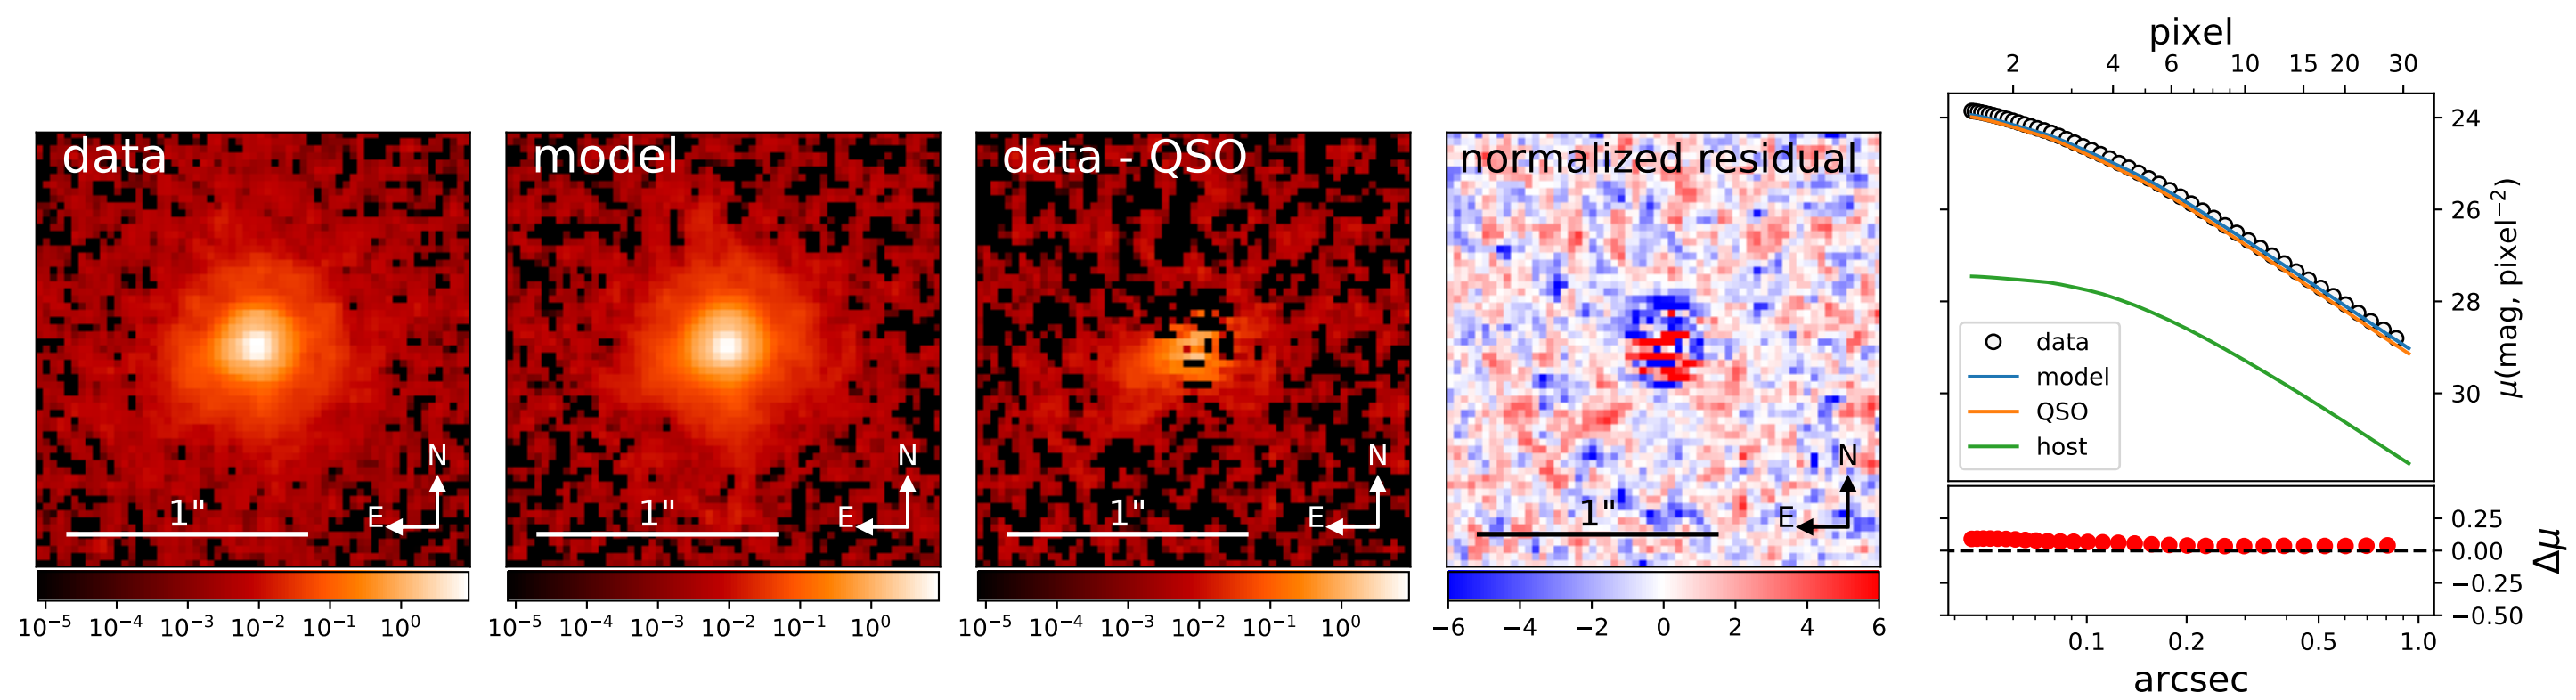 data
N
E
1"
10⁻⁵ 10⁻⁴ 10⁻³ 10⁻² 10⁻¹ 10⁰
model
N
E
1"
10⁻⁵ 10⁻⁴ 10⁻³ 10⁻² 10⁻¹ 10⁰
data - QSO
N
E
1"
10⁻⁵ 10⁻⁴ 10⁻³ 10⁻² 10⁻¹ 10⁰
normalized residual
N
E
1"
−6 −4 −2 0 2 4 6
pixel
2 4 6 10 15 20 30
24
26
28
30
μ(mag, pixel⁻²)
data
model
QSO
host
0.25
0.00
−0.25
−0.50
Δμ
0.1 0.2 0.5 1.0
arcsec